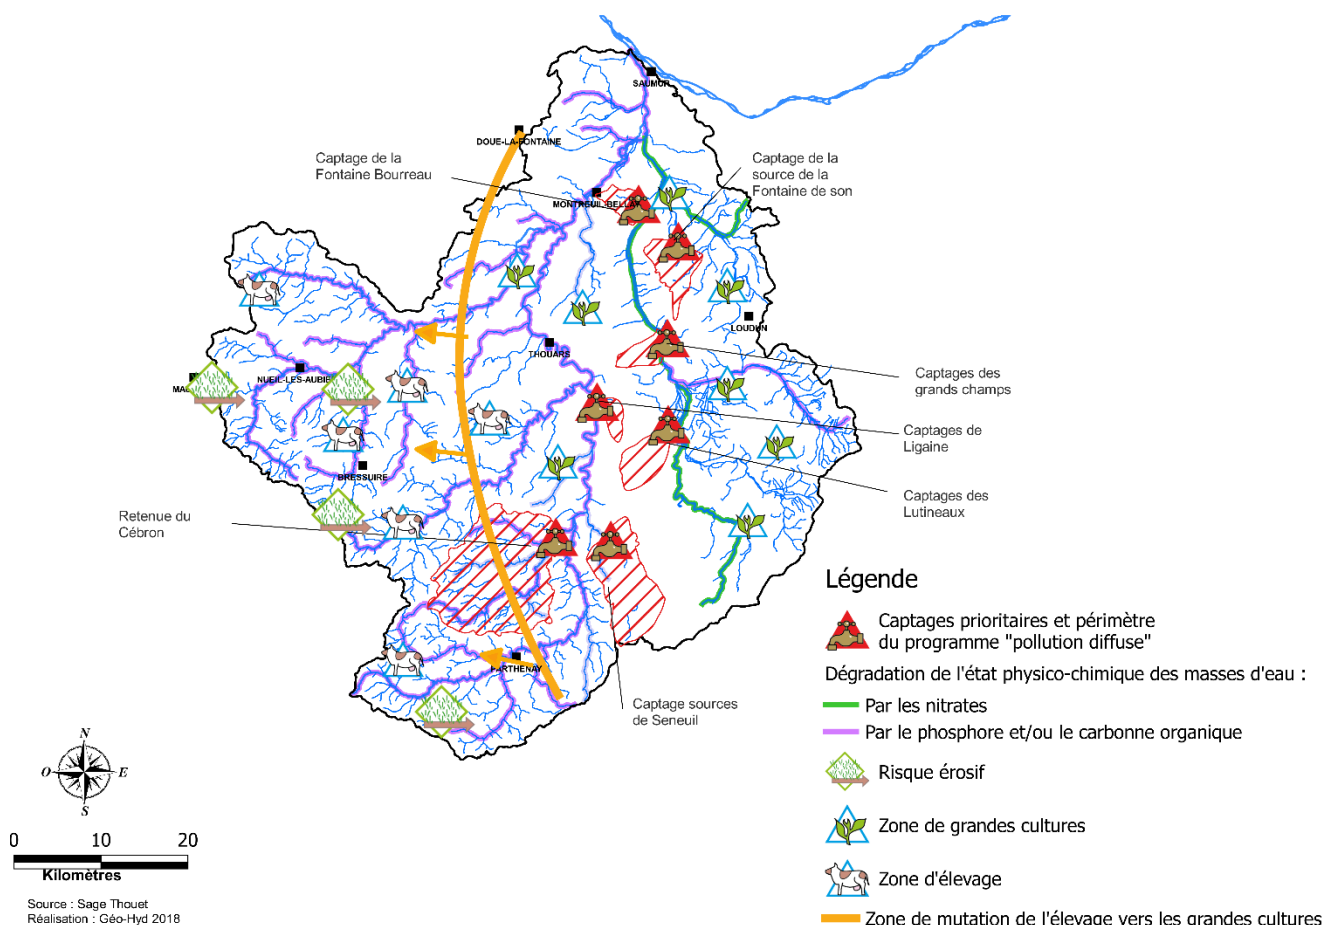 SAUMUR
DOUE-LA-FONTAINE
Captage de la
Fontaine Bourreau
Captage de la
source de la
Fontaine de son
MONTREUIL-BELLAY
LOUDUN
THOUARS
NUEIL-LES-AUBIE
Captages des
grands champs
Captages de
Ligaine
BRESSUIRE
Captages des
Lutineaux
Retenue du
Cébron
PARTHENAY
Captage sources
de Seneuil
Légende
Captages prioritaires et périmètre
du programme "pollution diffuse"
Dégradation de l'état physico-chimique des masses d'eau :
Par les nitrates
Par le phosphore et/ou le carbonne organique
Risque érosif
Zone de grandes cultures
Zone d'élevage
Zone de mutation de l'élevage vers les grandes cultures
N
O E
S
0 10 20
Kilomètres
Source : Sage Thouet
Réalisation : Géo-Hyd 2018